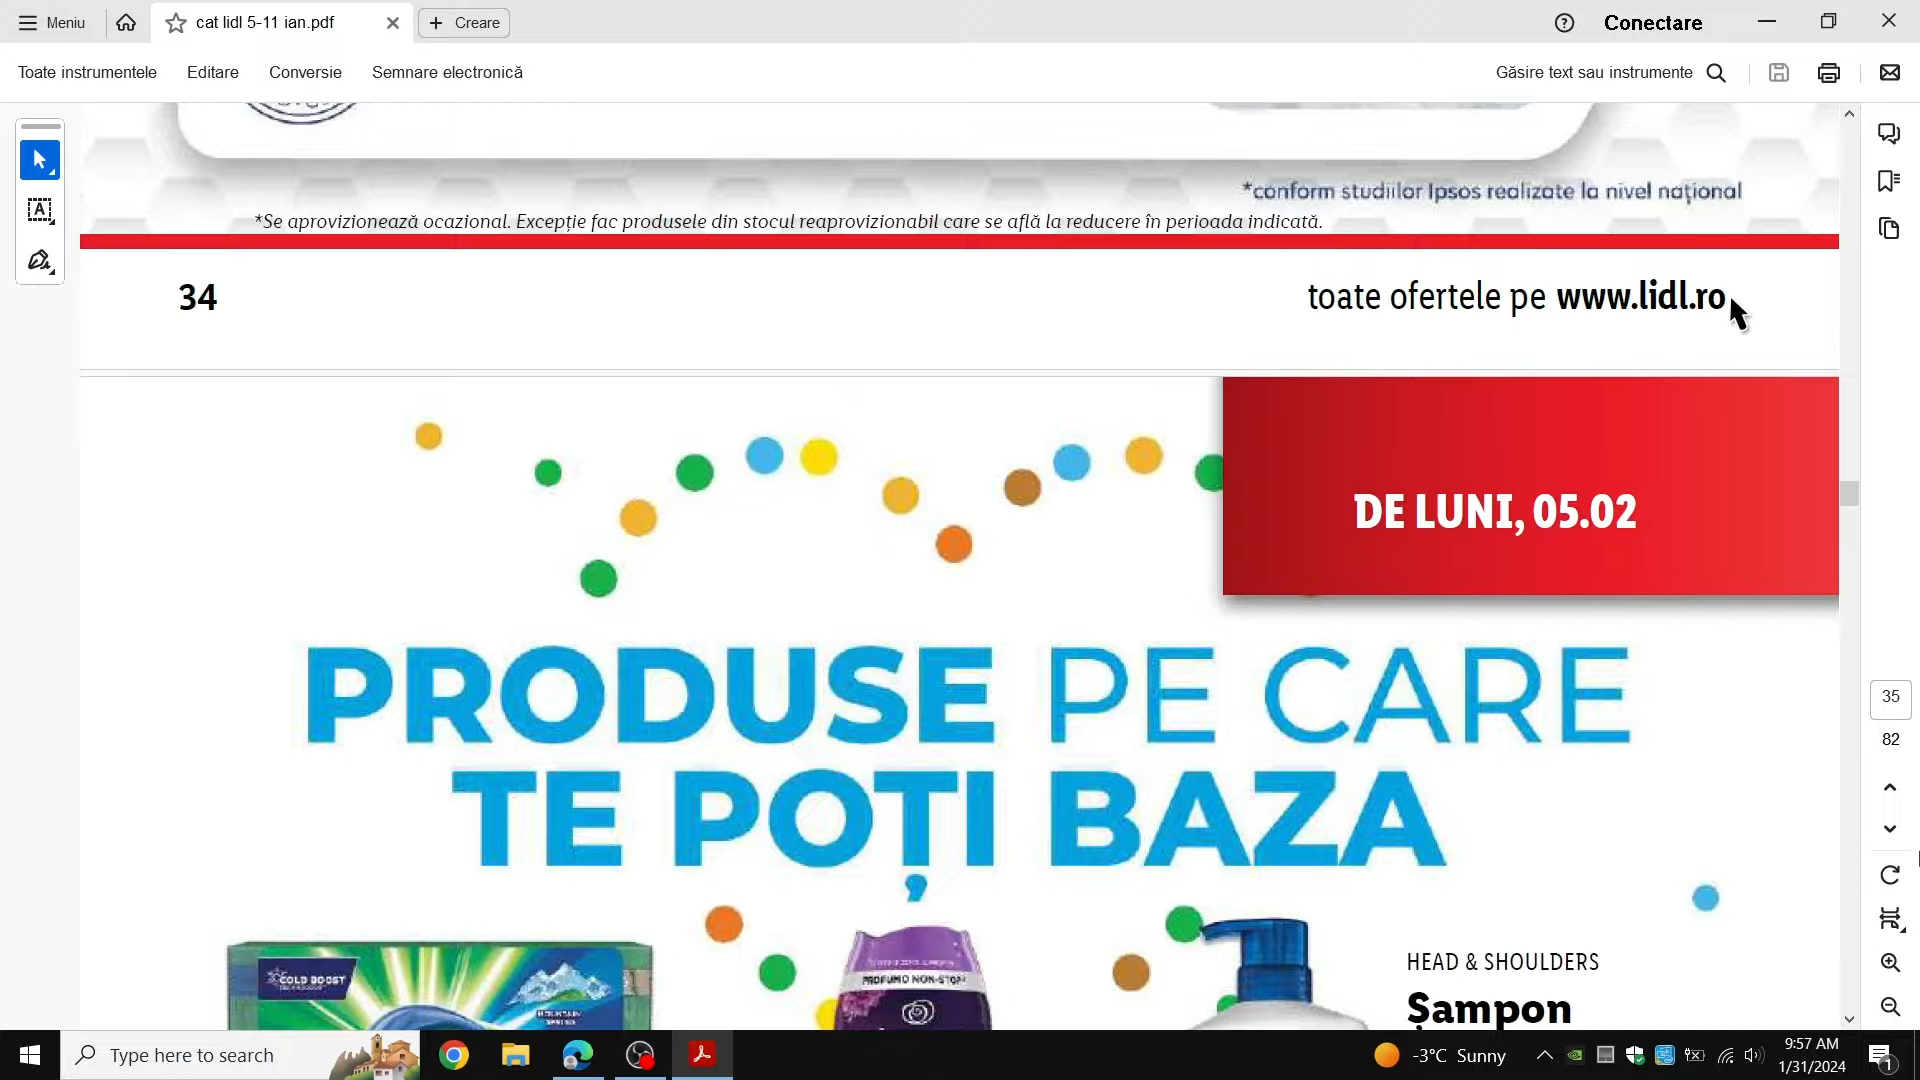 Meniu
cat lidl 5-11 ian.pdf
Creare
Conectare
Toate instrumentele
Editare
Conversie
Semnare electronică
Găsire text sau instrumente
*conform studiilor Ipsos realizate la nivel național
*Se aprovizionează ocazional. Excepție fac produsele din stocul reaprovizionabil care se află la reducere în perioada indicată.
34
toate ofertele pe www.lidl.ro
DE LUNI, 05.02
PRODUSE PE CARE
TE POȚI BAZA
35
82
COLD BOOST
MOUNTAIN
SPRING
PROFUMO NON-STOP
HEAD & SHOULDERS
Șampon
Type here to search
-3°C Sunny
9:57 AM
1/31/2024
1